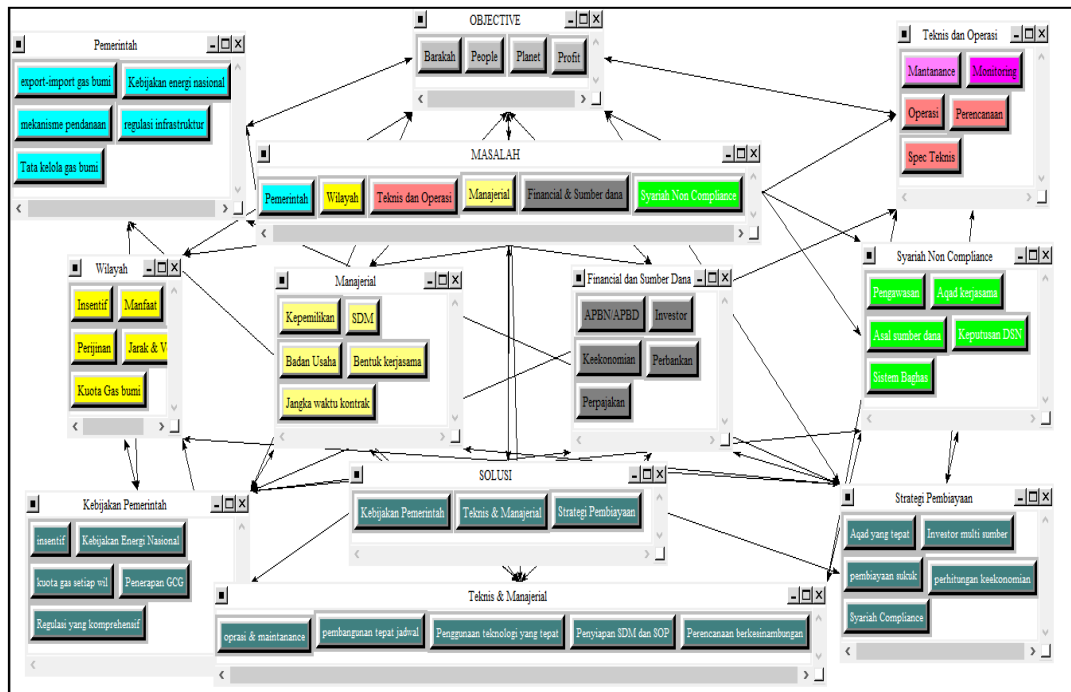 OBJECTIVE
Barakah People Planet Profit
Pemerintah
export-import gas bumi Kebijakan energi nasional
mekanisme pendanaan regulasi infrastruktur
Tata kelola gas bumi
Teknis dan Operasi
Mantanance Monitoring
Operasi Perencanaan
Spec Teknis
MASALAH
Pemerintah Wilayah Teknis dan Operasi Manajerial Financial & Sumber dana Syariah Non Compliance
Wilayah
Insentif Manfaat
Perijinan Jarak & V
Kuota Gas bumi
Manajerial
Kepemilikan SDM
Badan Usaha Bentuk kerjasama
Jangka waktu kontrak
Financial dan Sumber Dana
APBN/APBD Investor
Keekonomian Perbankan
Perpajakan
Syariah Non Compliance
Pengawasan Aqad kerjasama
Asal sumber dana Keputusan DSN
Sistem Baghas
SOLUSI
Kebijakan Pemerintah Teknis & Manajerial Strategi Pembiayaan
Kebijakan Pemerintah
insentif Kebijakan Energi Nasional
kuota gas setiap wil Penerapan GCG
Regulasi yang komprehensif
Strategi Pembiayaan
Aqad yang tepat Investor multi sumber
pembiayaan sukuk perhitungan keekonomian
Syariah Compliance
Teknis & Manajerial
oprasi & maintanance pembangunan tepat jadwal Penggunaan teknologi yang tepat Penyiapan SDM dan SOP Perencanaan berkesinambungan